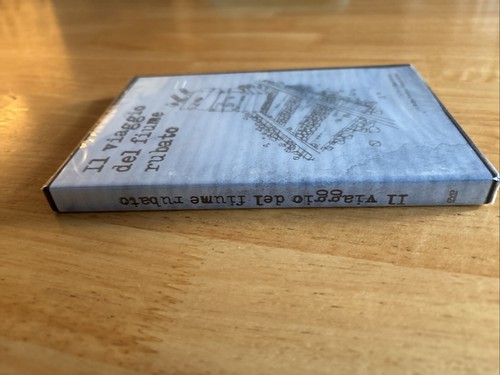 Il viaggio
del fiume
rubato
Il viaggio del fiume rubato